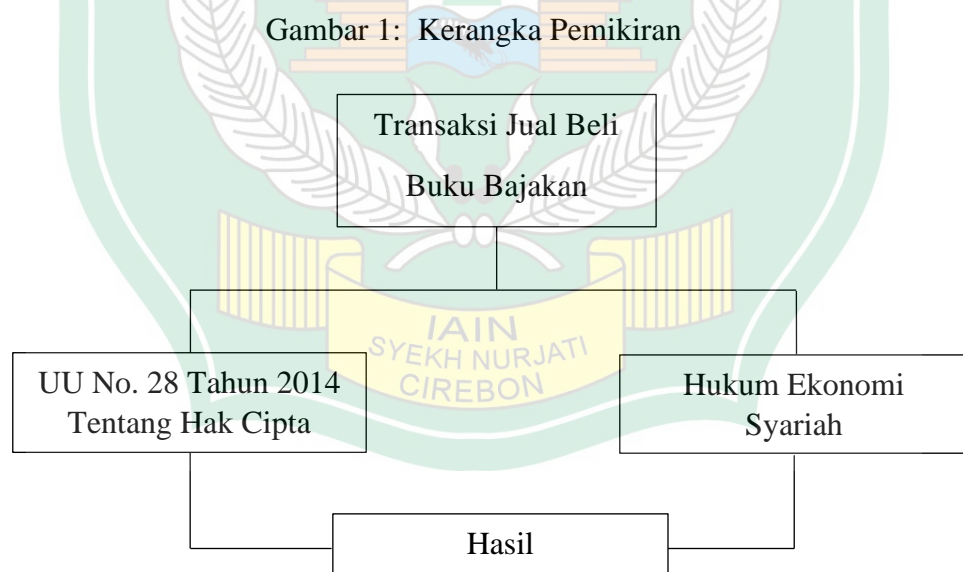 Gambar 1: Kerangka Pemikiran
Transaksi Jual Beli
Buku Bajakan
IAIN
SYEKH NURJATI
CIREBON
UU No. 28 Tahun 2014
Tentang Hak Cipta
Hukum Ekonomi
Syariah
Hasil